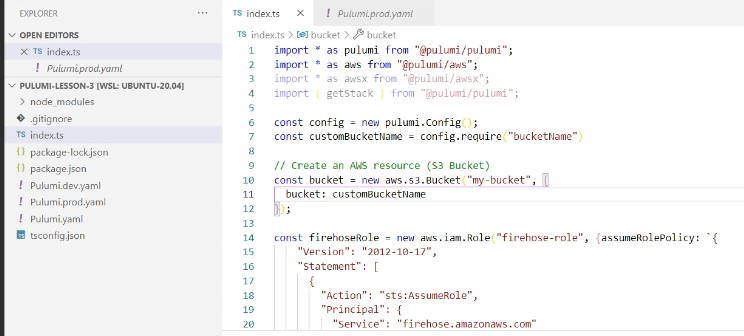 EXPLORER
...
OPEN EDITORS
TS index.ts
! Pulumi.prod.yaml
PULUMI-LESSON-3 [WSL: UBUNTU-20.04]
node_modules
.gitignore
TS index.ts
{} package-lock.json
{} package.json
! Pulumi.dev.yaml
! Pulumi.prod.yaml
! Pulumi.yaml
tsconfig.json
TS index.ts
! Pulumi.prod.yaml
TS index.ts > bucket > bucket
1 import * as pulumi from "@pulumi/pulumi";
2 import * as aws from "@pulumi/aws";
3 import * as awsx from "@pulumi/awsx";
4 import { getStack } from "@pulumi/pulumi";
5
6 const config = new pulumi.Config();
7 const customBucketName = config.require("bucketName")
8
9 // Create an AWS resource (S3 Bucket)
10 const bucket = new aws.s3.Bucket("my-bucket", {
11 bucket: customBucketName
12 });
13
14 const firehoseRole = new aws.iam.Role("firehose-role", {assumeRolePolicy: `{
15 "Version": "2012-10-17",
16 "Statement": [
17 {
18 "Action": "sts:AssumeRole",
19 "Principal": {
20 "Service": "firehose.amazonaws.com"